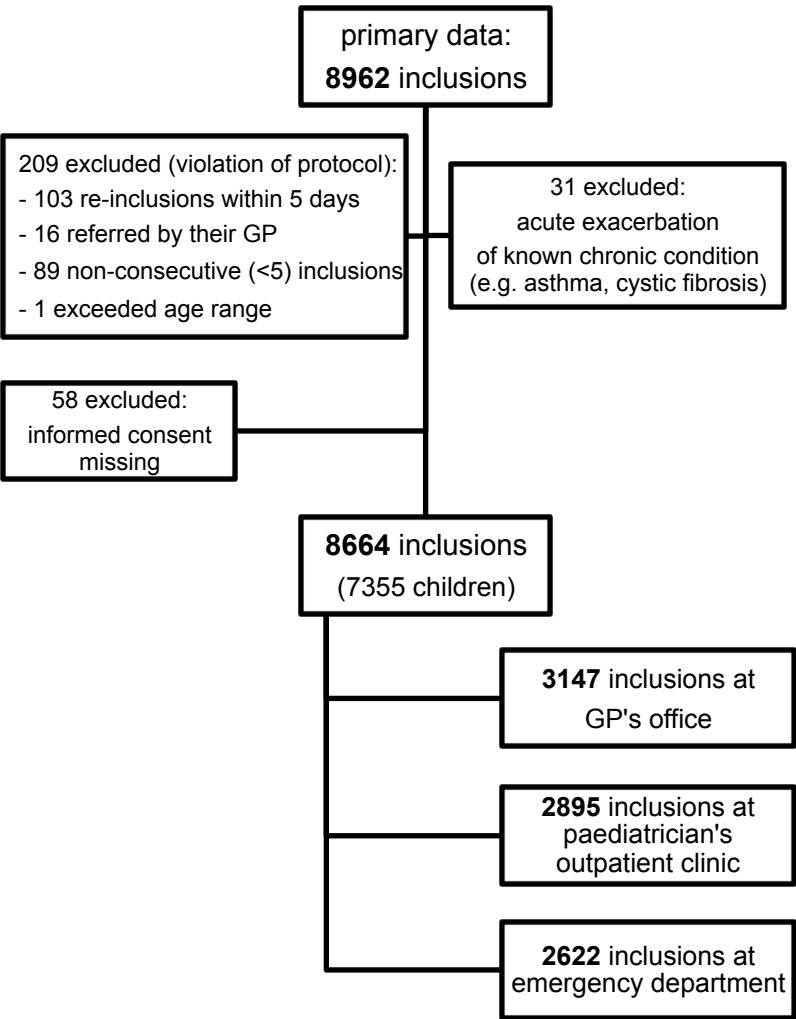 primary data:
8962 inclusions
209 excluded (violation of protocol):
- 103 re-inclusions within 5 days
- 16 referred by their GP
- 89 non-consecutive (<5) inclusions
- 1 exceeded age range
31 excluded:
acute exacerbation
of known chronic condition
(e.g. asthma, cystic fibrosis)
58 excluded:
informed consent
missing
8664 inclusions
(7355 children)
3147 inclusions at
GP's office
2895 inclusions at
paediatrician's
outpatient clinic
2622 inclusions at
emergency department